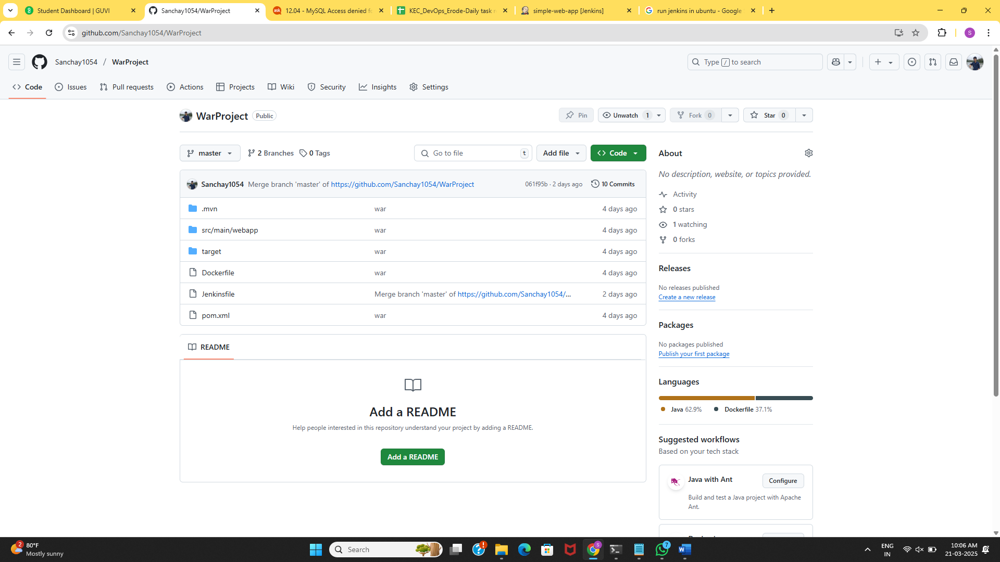 Student Dashboard | GUVI
Sanchay1054/WarProject
12.04 - MySQL Access denied fo
KEC_DevOps_Erode-Daily task r
simple-web-app [Jenkins]
run jenkins in ubuntu - Google
github.com/Sanchay1054/WarProject
S
Sanchay1054 / WarProject
Type / to search
Code
Issues
Pull requests
Actions
Projects
Wiki
Security
Insights
Settings
WarProject Public
Pin
Unwatch 1
Fork 0
Star 0
master
2 Branches
0 Tags
Go to file t
Add file
Code
Sanchay1054 Merge branch 'master' of https://github.com/Sanchay1054/WarProject 061f95b · 2 days ago 10 Commits
.mvn war 4 days ago
src/main/webapp war 4 days ago
target war 4 days ago
Dockerfile war 4 days ago
Jenkinsfile Merge branch 'master' of https://github.com/Sanchay1054/... 2 days ago
pom.xml war 4 days ago
README
Add a README
Help people interested in this repository understand your project by adding a README.
Add a README
About
No description, website, or topics provided.
Activity
0 stars
1 watching
0 forks
Releases
No releases published
Create a new release
Packages
No packages published
Publish your first package
Languages
Java 62.9% Dockerfile 37.1%
Suggested workflows
Based on your tech stack
Java with Ant
Configure
Build and test a Java project with Apache
Ant.
2
80°F
Mostly sunny
Search
S
7
ENG
IN
10:06 AM
21-03-2025